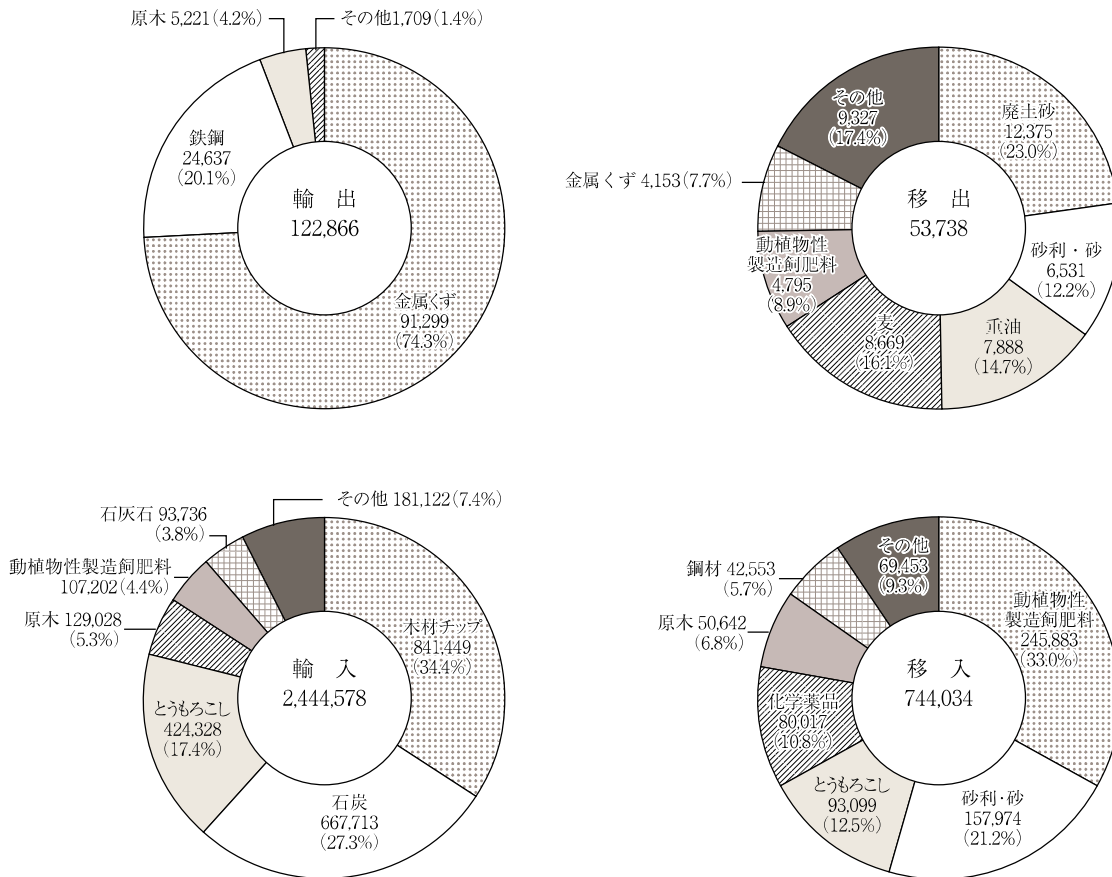 原木 5,221(4.2%)
その他1,709(1.4%)
鉄鋼
24,637
(20.1%)
輸 出
122,866
金属くず
91,299
(74.3%)
その他
9,327
(17.4%)
廃土砂
12,375
(23.0%)
金属くず 4,153(7.7%)
移 出
53,738
動植物性
製造飼肥料
4,795
(8.9%)
砂利・砂
6,531
(12.2%)
麦
8,669
(16.1%)
重油
7,888
(14.7%)
その他 181,122(7.4%)
石灰石 93,736
(3.8%)
動植物性製造飼肥料
107,202(4.4%)
原木 129,028
(5.3%)
木材チップ
841,449
(34.4%)
輸 入
2,444,578
とうもろこし
424,328
(17.4%)
石炭
667,713
(27.3%)
その他
69,453
(9.3%)
鋼材 42,553
(5.7%)
動植物性
製造飼肥料
245,883
(33.0%)
原木 50,642
(6.8%)
移 入
744,034
化学薬品
80,017
(10.8%)
とうもろこし
93,099
(12.5%)
砂利・砂
157,974
(21.2%)